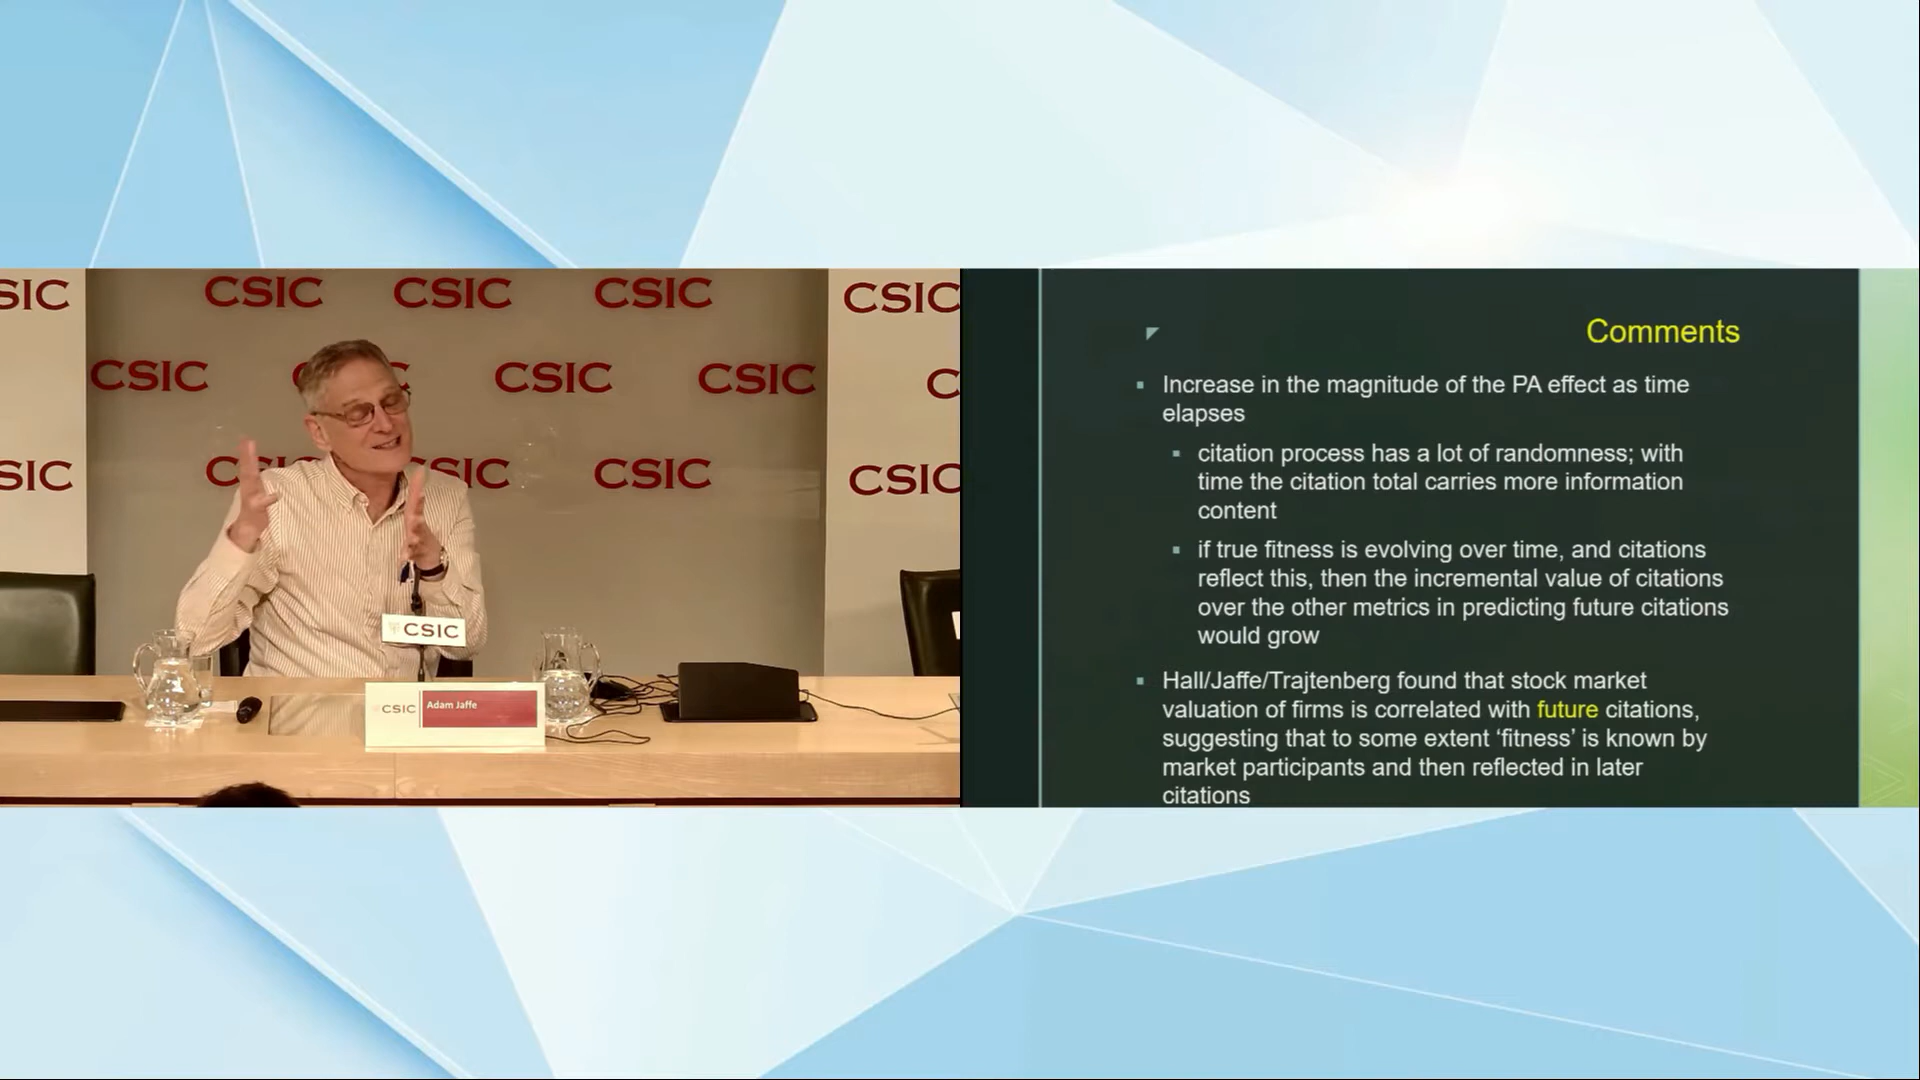 SIC CSIC CSIC CSIC CSIC
CSIC CSIC CSIC
SIC CSIC CSIC CSIC
CSIC
CSIC Adam Jaffe
Comments
Increase in the magnitude of the PA effect as time
elapses
citation process has a lot of randomness; with
time the citation total carries more information
content
if true fitness is evolving over time, and citations
reflect this, then the incremental value of citations
over the other metrics in predicting future citations
would grow
Hall/Jaffe/Trajtenberg found that stock market
valuation of firms is correlated with future citations,
suggesting that to some extent ‘fitness’ is known by
market participants and then reflected in later
citations